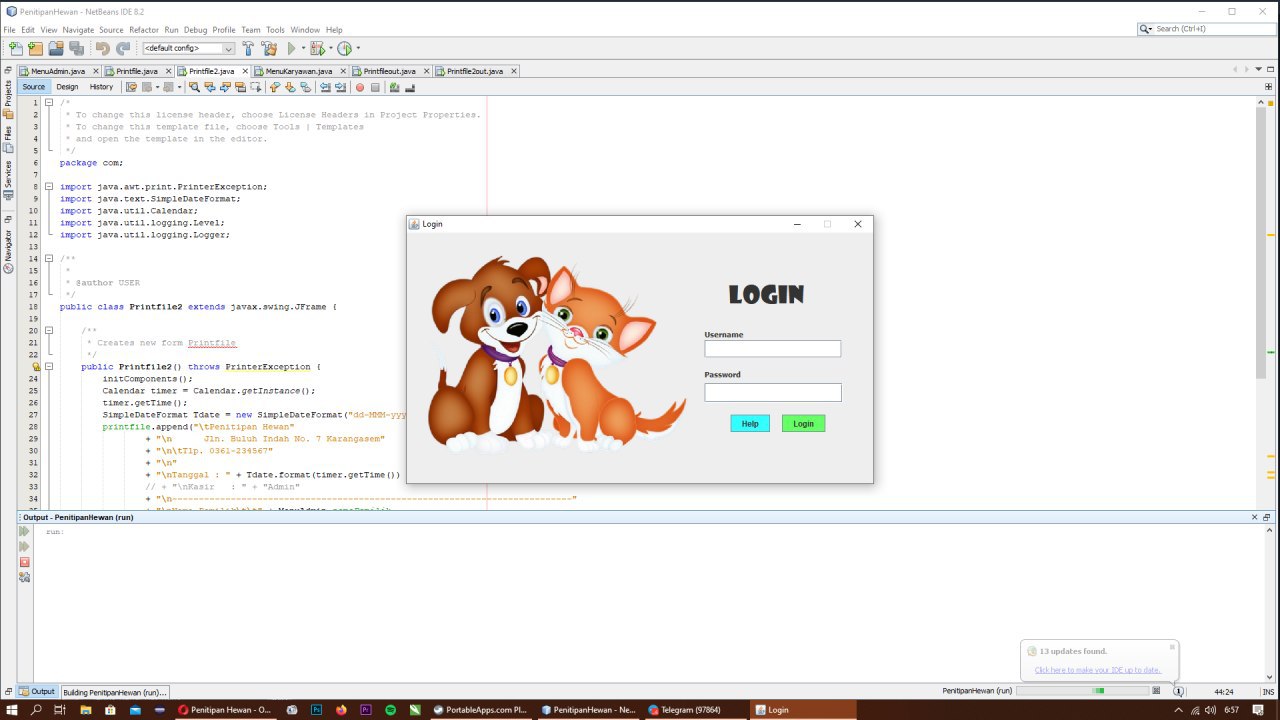 PenitipanHewan - NetBeans IDE 8.2
File Edit View Navigate Source Refactor Run Debug Profile Team Tools Window Help
Search (Ctrl+I)
<default config>
MenuAdmin.java Printfile.java Printfile2.java MenuKaryawan.java Printfileout.java Printfile2out.java
Source Design History
Projects
Files
Services
Navigator
1 /*
2 * To change this license header, choose License Headers in Project Properties.
3 * To change this template file, choose Tools | Templates
4 * and open the template in the editor.
5 */
6 package com;
7
8 import java.awt.print.PrinterException;
9 import java.text.SimpleDateFormat;
10 import java.util.Calendar;
11 import java.util.logging.Level;
12 import java.util.logging.Logger;
13
14 /**
15 *
16 * @author USER
17 */
18 public class Printfile2 extends javax.swing.JFrame {
19
20 /**
21 * Creates new form Printfile
22 */
public Printfile2() throws PrinterException {
24 initComponents();
25 Calendar timer = Calendar.getInstance();
26 timer.getTime();
27 SimpleDateFormat Tdate = new SimpleDateFormat("dd-MMM-yyy
28 printfile.append("\tPenitipan Hewan"
29 + "\n Jln. Buluh Indah No. 7 Karangasem"
30 + "\n\tTlp. 0361-234567"
31 + "\n"
32 + "\nTanggal : " + Tdate.format(timer.getTime())
33 // + "\nKasir : " + "Admin"
34 + "\n------------------------------------------------------------------------"
Login
LOGIN
Username
Password
Help Login
Output - PenitipanHewan (run)
run:
13 updates found.
Click here to make your IDE up to date.
Output
Building PenitipanHewan (run)...
PenitipanHewan (run)
1
44:24
INS
Penitipan Hewan - O...
PortableApps.com Pl...
PenitipanHewan - Ne...
Telegram (97864)
Login
6:57